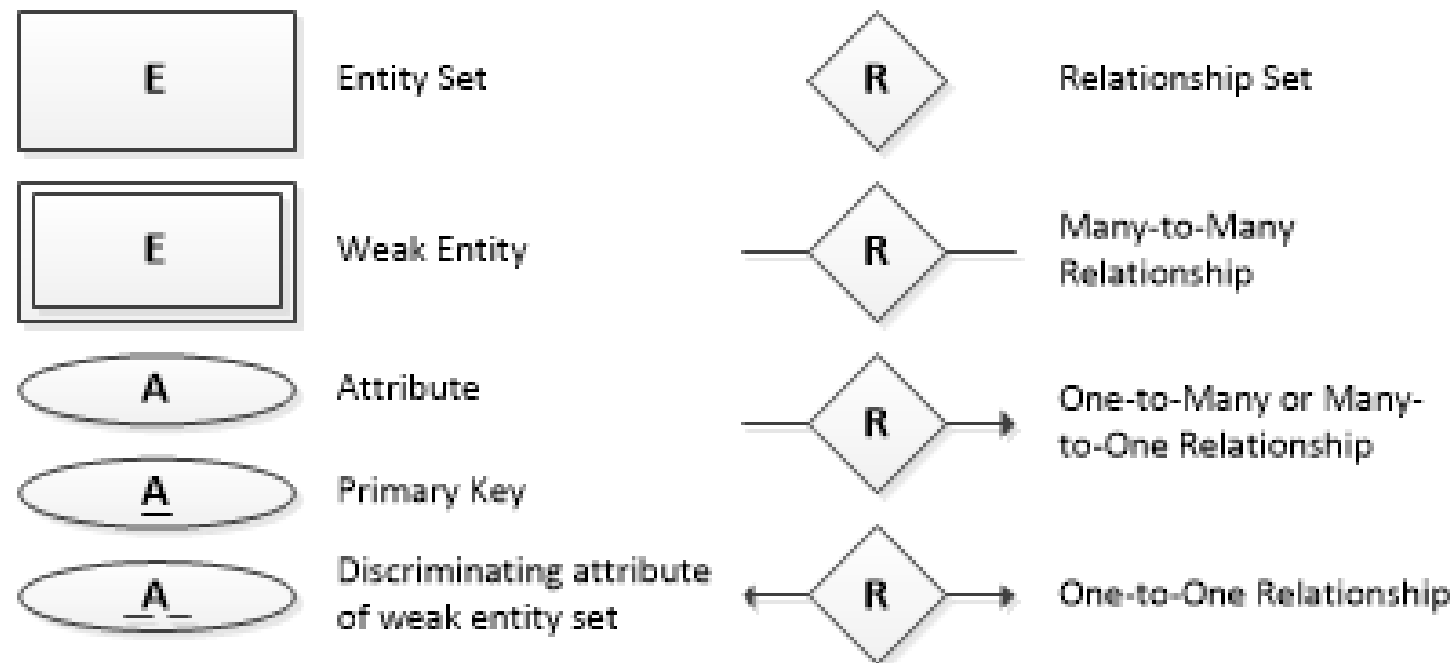 E
Entity Set
E
Weak Entity
A
Attribute
A
Primary Key
A
Discriminating attribute
of weak entity set
R
Relationship Set
R
Many-to-Many
Relationship
R
One-to-Many or Many-
to-One Relationship
R
One-to-One Relationship